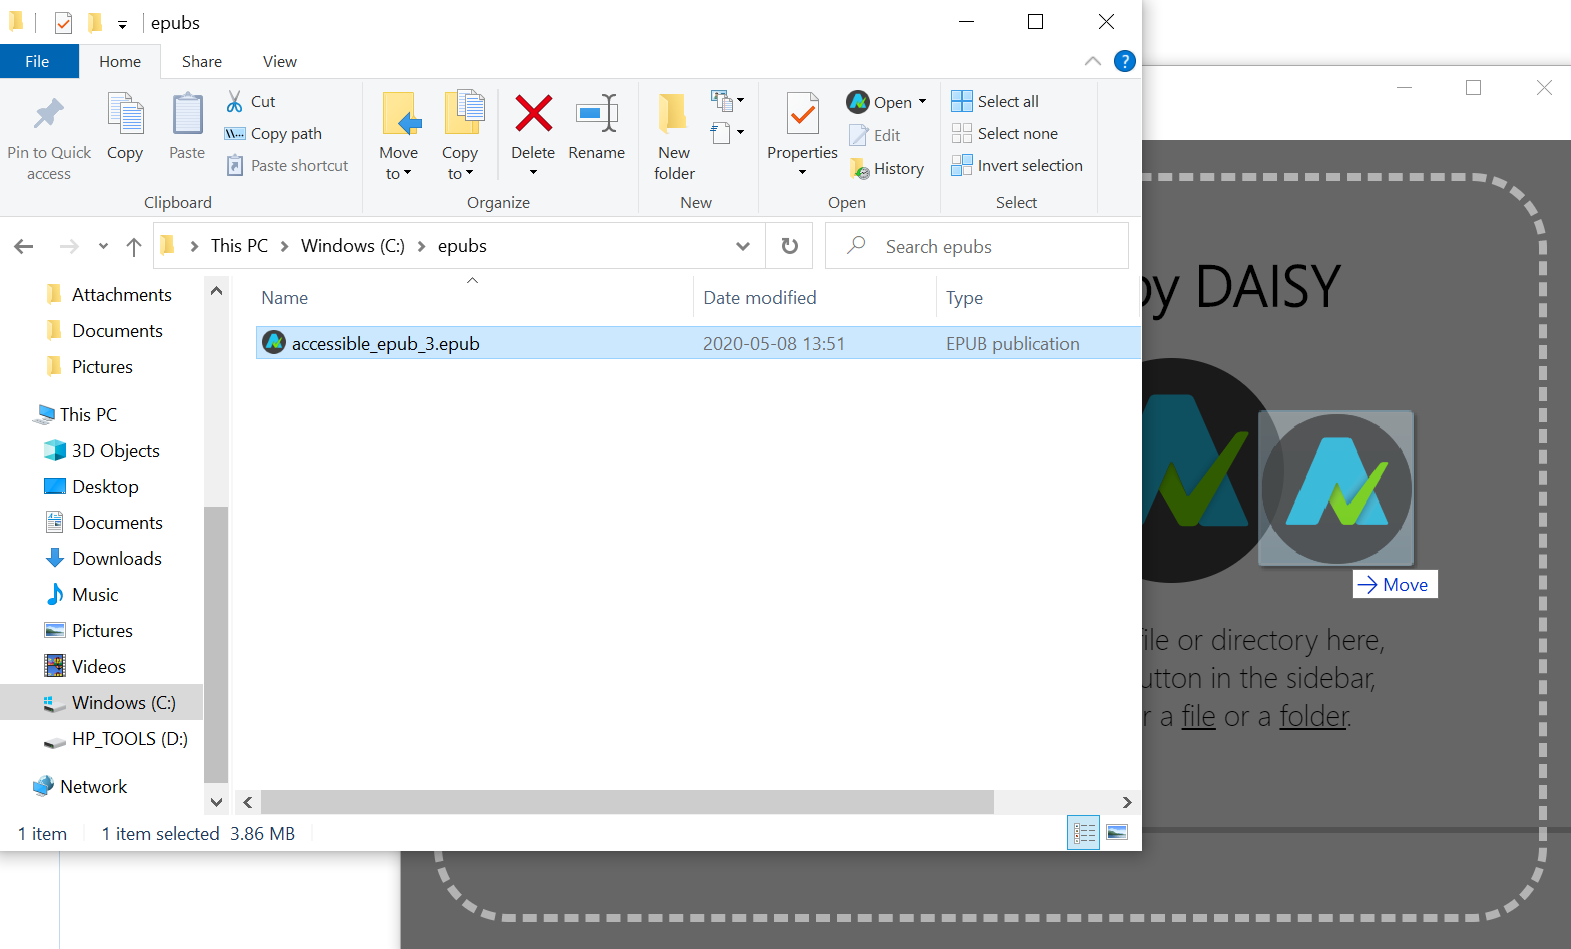 epubs
File
Home
Share
View
?
Pin to Quick access
Copy
Paste
Cut
Copy path
Paste shortcut
Clipboard
Move to
Copy to
Delete
Rename
Organize
New folder
New
Properties
Open
Edit
History
Open
Select all
Select none
Invert selection
Select
This PC
Windows (C:)
epubs
Search epubs
Attachments
Documents
Pictures
This PC
3D Objects
Desktop
Documents
Downloads
Music
Pictures
Videos
Windows (C:)
HP_TOOLS (D:)
Network
Name
Date modified
Type
accessible_epub_3.epub
2020-05-08 13:51
EPUB publication
1 item
1 item selected 3.86 MB
by DAISY
Move
file or directory here,
utton in the sidebar,
r a file or a folder.